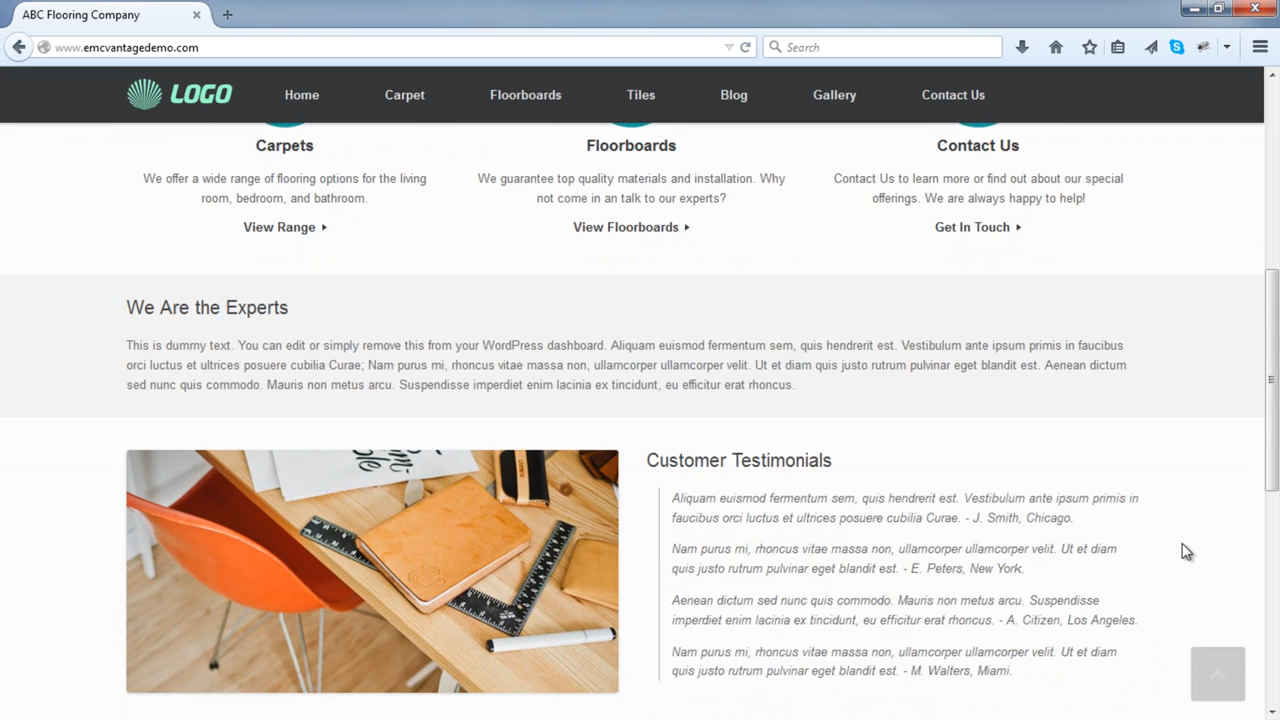 ABC Flooring Company
www.emcvantagedemo.com
Search
LOGO Home Carpet Floorboards Tiles Blog Gallery Contact Us
Carpets
We offer a wide range of flooring options for the living
room, bedroom, and bathroom.
View Range
Floorboards
We guarantee top quality materials and installation. Why
not come in an talk to our experts?
View Floorboards
Contact Us
Contact Us to learn more or find out about our special
offerings. We are always happy to help!
Get In Touch
We Are the Experts
This is dummy text. You can edit or simply remove this from your WordPress dashboard. Aliquam euismod fermentum sem, quis hendrerit est. Vestibulum ante ipsum primis in faucibus
orci luctus et ultrices posuere cubilia Curae; Nam purus mi, rhoncus vitae massa non, ullamcorper ullamcorper velit. Ut et diam quis justo rutrum pulvinar eget blandit est. Aenean dictum
sed nunc quis commodo. Mauris non metus arcu. Suspendisse imperdiet enim lacinia ex tincidunt, eu efficitur erat rhoncus.
Customer Testimonials
Aliquam euismod fermentum sem, quis hendrerit est. Vestibulum ante ipsum primis in
faucibus orci luctus et ultrices posuere cubilia Curae. - J. Smith, Chicago.
Nam purus mi, rhoncus vitae massa non, ullamcorper ullamcorper velit. Ut et diam
quis justo rutrum pulvinar eget blandit est. - E. Peters, New York.
Aenean dictum sed nunc quis commodo. Mauris non metus arcu. Suspendisse
imperdiet enim lacinia ex tincidunt, eu efficitur erat rhoncus. - A. Citizen, Los Angeles.
Nam purus mi, rhoncus vitae massa non, ullamcorper ullamcorper velit. Ut et diam
quis justo rutrum pulvinar eget blandit est. - M. Walters, Miami.